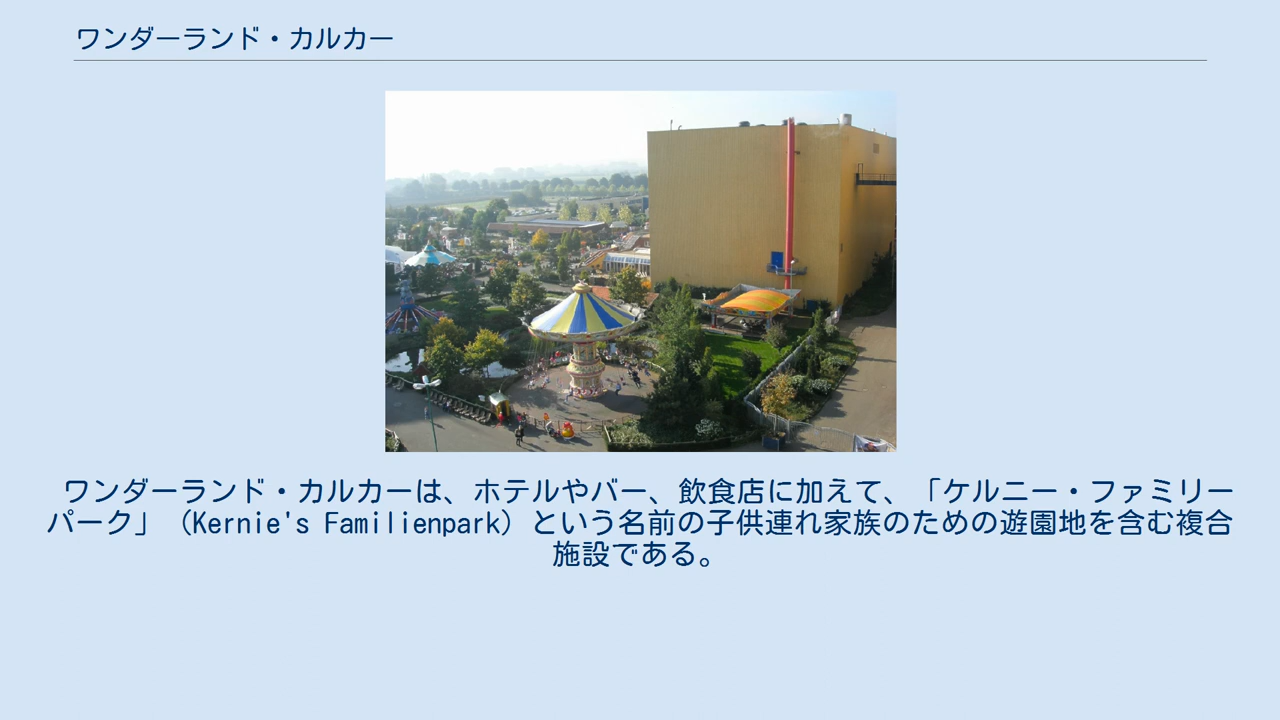 ワンダーランド・カルカー
ワンダーランド・カルカーは、ホテルやバー、飲食店に加えて、「ケルニー・ファミリー
パーク」（Kernie's Familienpark）という名前の子供連れ家族のための遊園地を含む複合
施設である。